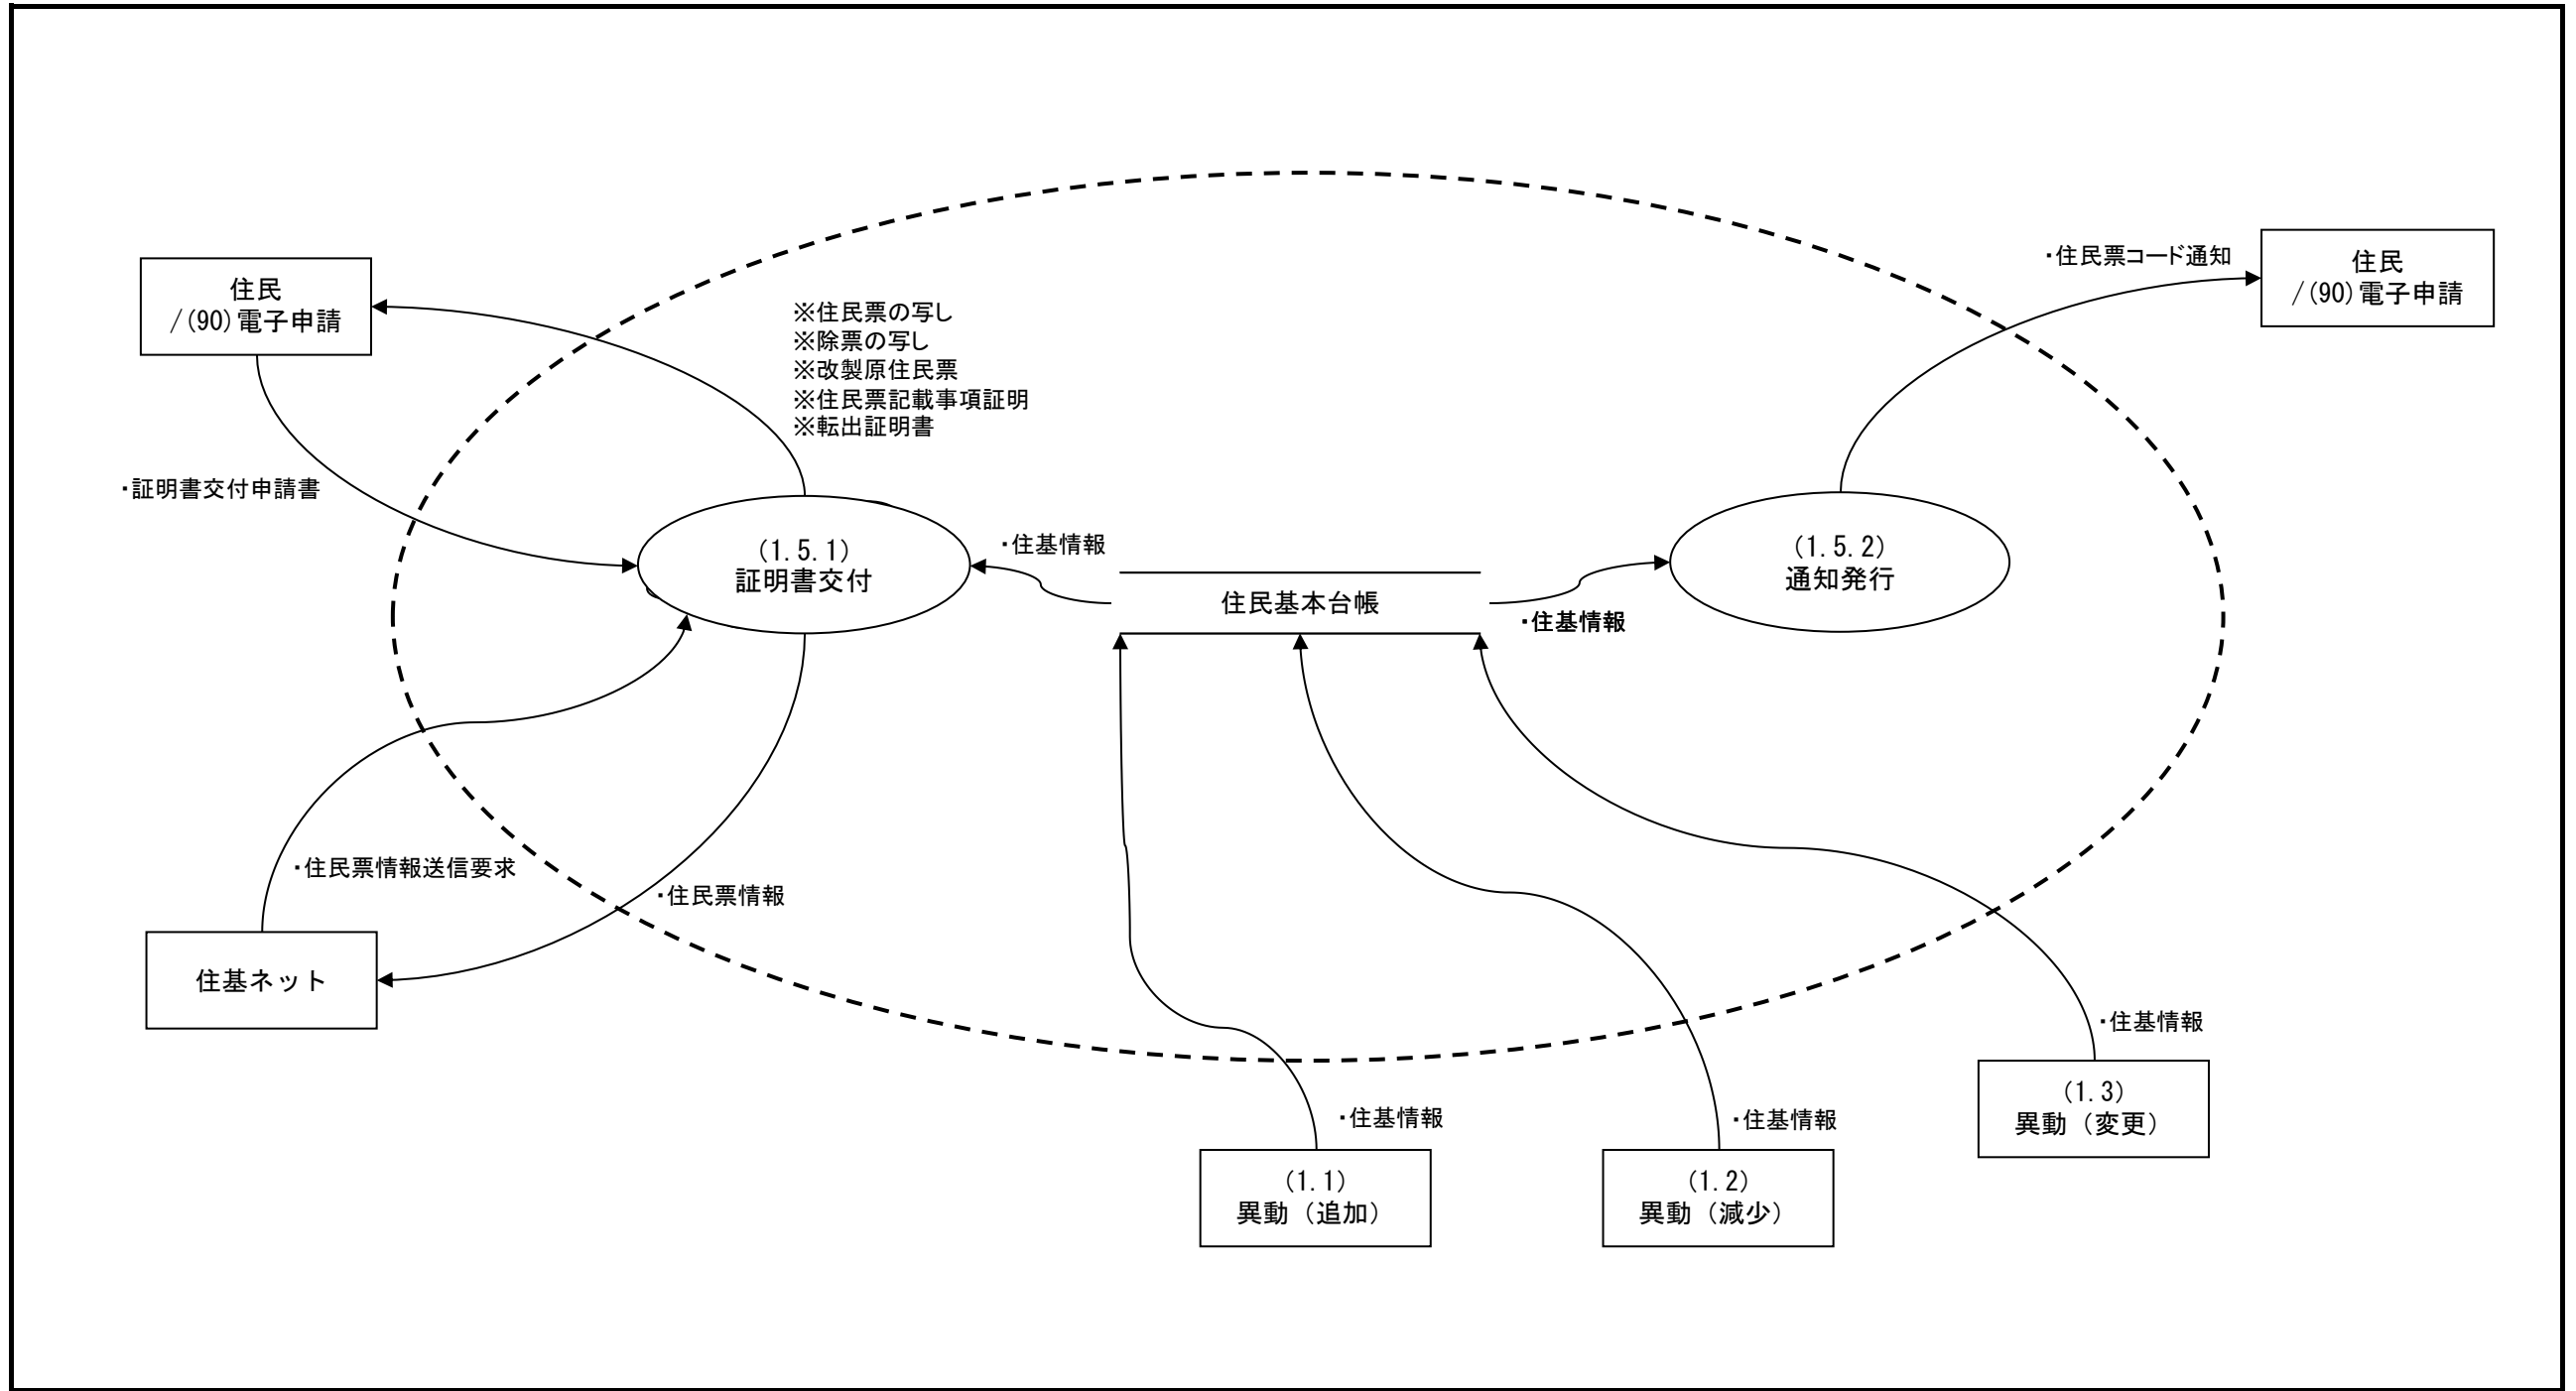 住民
/(90)電子申請
・住民票コード通知
住民
/(90)電子申請
※住民票の写し
※除票の写し
※改製原住民票
※住民票記載事項証明
※転出証明書
・証明書交付申請書
(1.5.1)
証明書交付
・住基情報
住民基本台帳
・住基情報
(1.5.2)
通知発行
・住民票情報送信要求
・住民票情報
住基ネット
・住基情報
(1.3)
異動（変更）
・住基情報
(1.1)
異動（追加）
・住基情報
(1.2)
異動（減少）